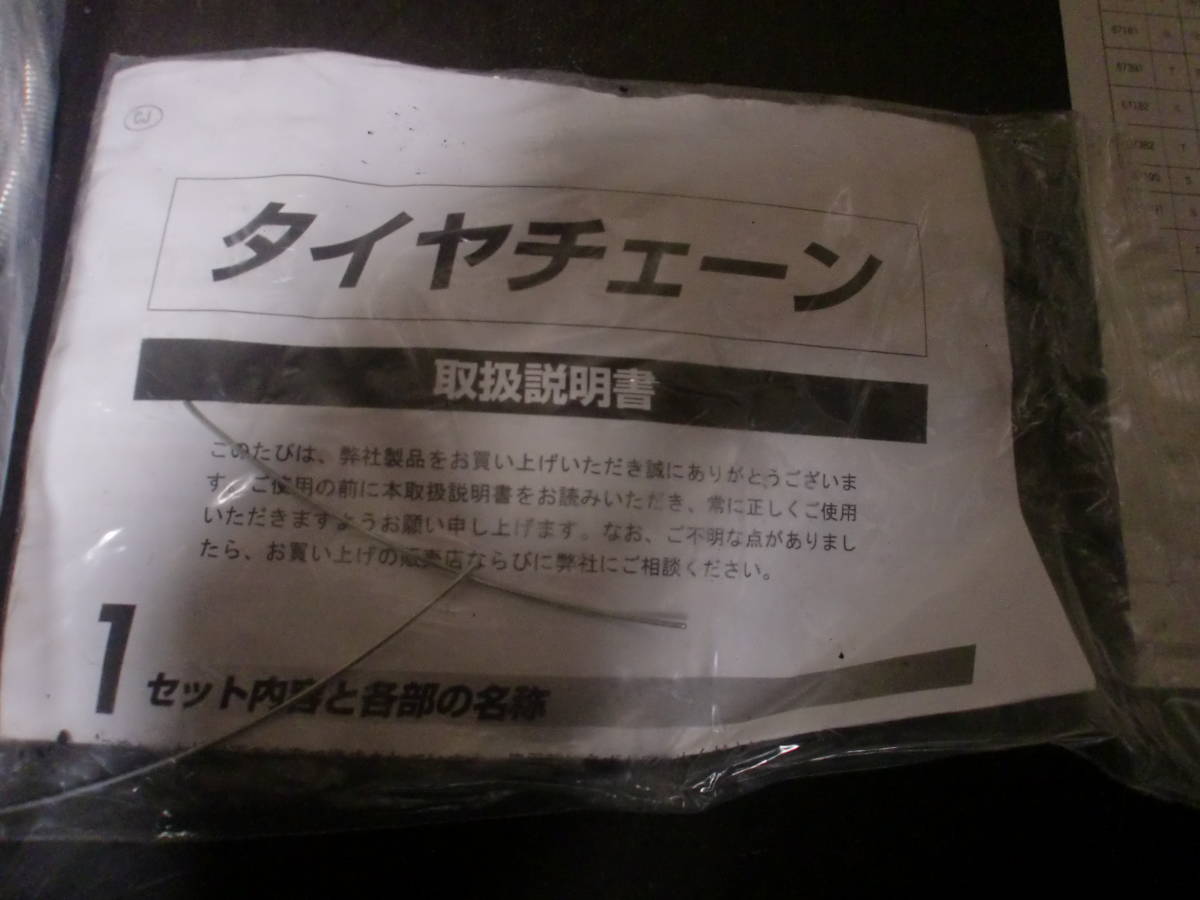 CJ
タイヤチェーン
取扱説明書
このたびは、弊社製品をお買い上げいただき誠にありがとうございま
す。ご使用の前に本取扱説明書をお読みいただき、常に正しくご使用
いただきますようお願い申し上げます。なお、ご不明な点がありまし
たら、お買い上げの販売店ならびに弊社にご相談ください。
1 セット内容と各部の名称
67181
67182